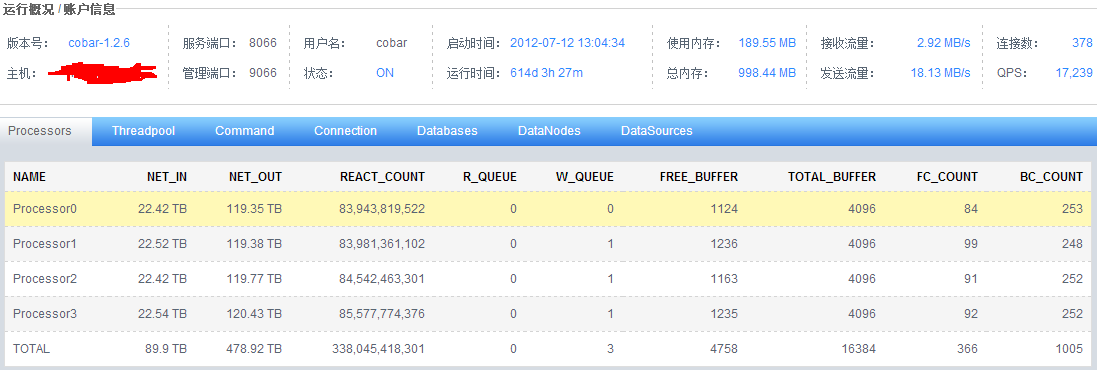 运行概况 / 账户信息
版本号： cobar-1.2.6 服务端口： 8066 用户名： cobar 启动时间： 2012-07-12 13:04:34 使用内存： 189.55 MB 接收流量： 2.92 MB/s 连接数： 378
主机： 管理端口： 9066 状态： ON 运行时间： 614d 3h 27m 总内存： 998.44 MB 发送流量： 18.13 MB/s QPS： 17,239
Processors Threadpool Command Connection Databases DataNodes DataSources
NAME NET_IN NET_OUT REACT_COUNT R_QUEUE W_QUEUE FREE_BUFFER TOTAL_BUFFER FC_COUNT BC_COUNT
Processor0 22.42 TB 119.35 TB 83,943,819,522 0 0 1124 4096 84 253
Processor1 22.52 TB 119.38 TB 83,981,361,102 0 1 1236 4096 99 248
Processor2 22.42 TB 119.77 TB 84,542,463,301 0 1 1163 4096 91 252
Processor3 22.54 TB 120.43 TB 85,577,774,376 0 1 1235 4096 92 252
TOTAL 89.9 TB 478.92 TB 338,045,418,301 0 3 4758 16384 366 1005